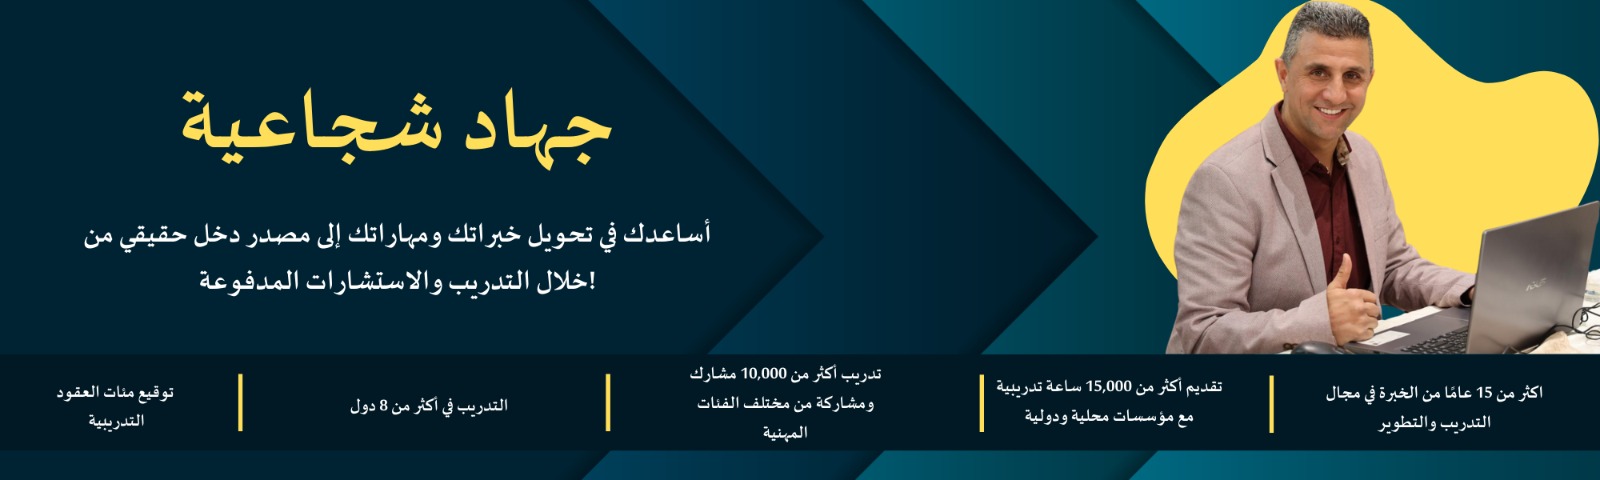 جهاد شجاعية
أساعدك في تحويل خبراتك ومهاراتك إلى مصدر دخل حقيقي من
خلال التدريب والاستشارات المدفوعة!
اكثر من 15 عامًا من الخبرة في مجال
التدريب والتطوير
تقديم أكثر من 15,000 ساعة تدريبية
مع مؤسسات محلية ودولية
تدريب أكثر من 10,000 مشارك
ومشاركة من مختلف الفئات
المهنية
التدريب في أكثر من 8 دول
توقيع مئات العقود
التدريبية